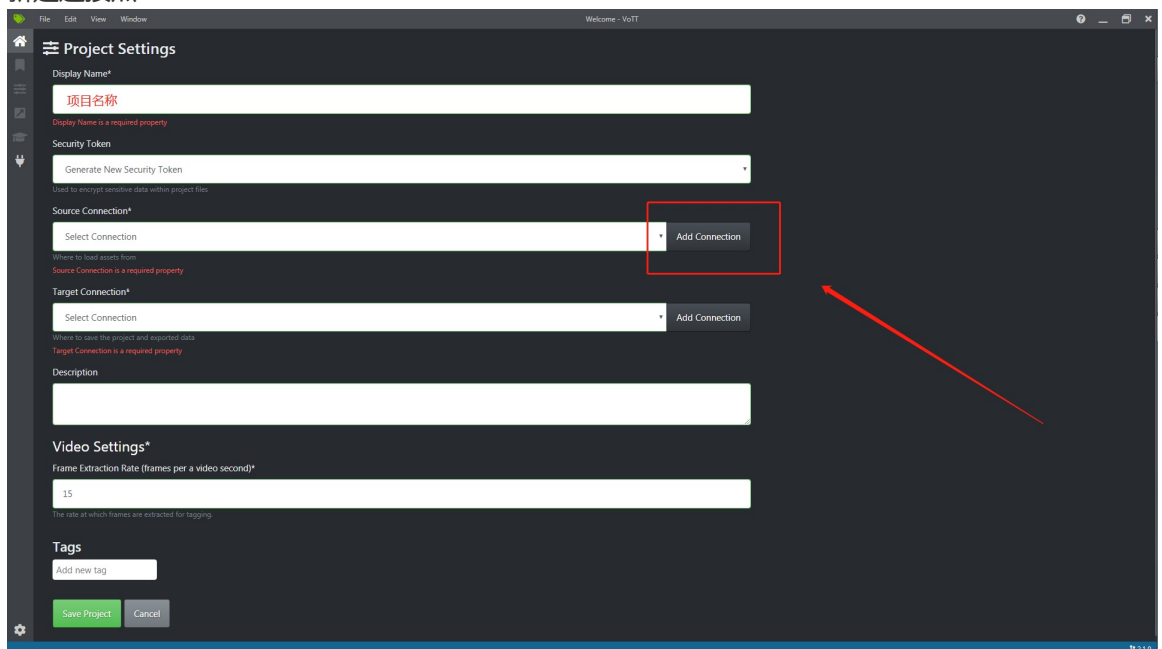 File Edit View Window Welcome - VoTT
Project Settings
Display Name*
项目名称
Display Name is a required property
Security Token
Generate New Security Token
Used to encrypt sensitive data within project files
Source Connection*
Select Connection Add Connection
Where to load assets from
Source Connection is a required property
Target Connection*
Select Connection Add Connection
Where to save the project and exported data
Target Connection is a required property
Description
Video Settings*
Frame Extraction Rate (frames per a video second)*
15
The rate at which frames are extracted for tagging.
Tags
Add new tag
Save Project Cancel